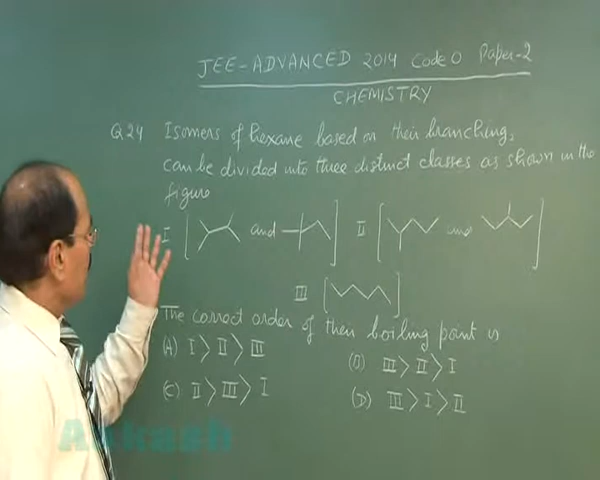 JEE-ADVANCED 2014 Code 0 Paper-2
CHEMISTRY
Q24 Isomers of hexane based on their branching,
can be divided into three distinct classes as shown in the
figure
I [ and ] II [ and ]
III [ ]
The correct order of their boiling point is
(A) I > II > III (B) III > II > I
(C) II > III > I (D) III > I > II
Aakash